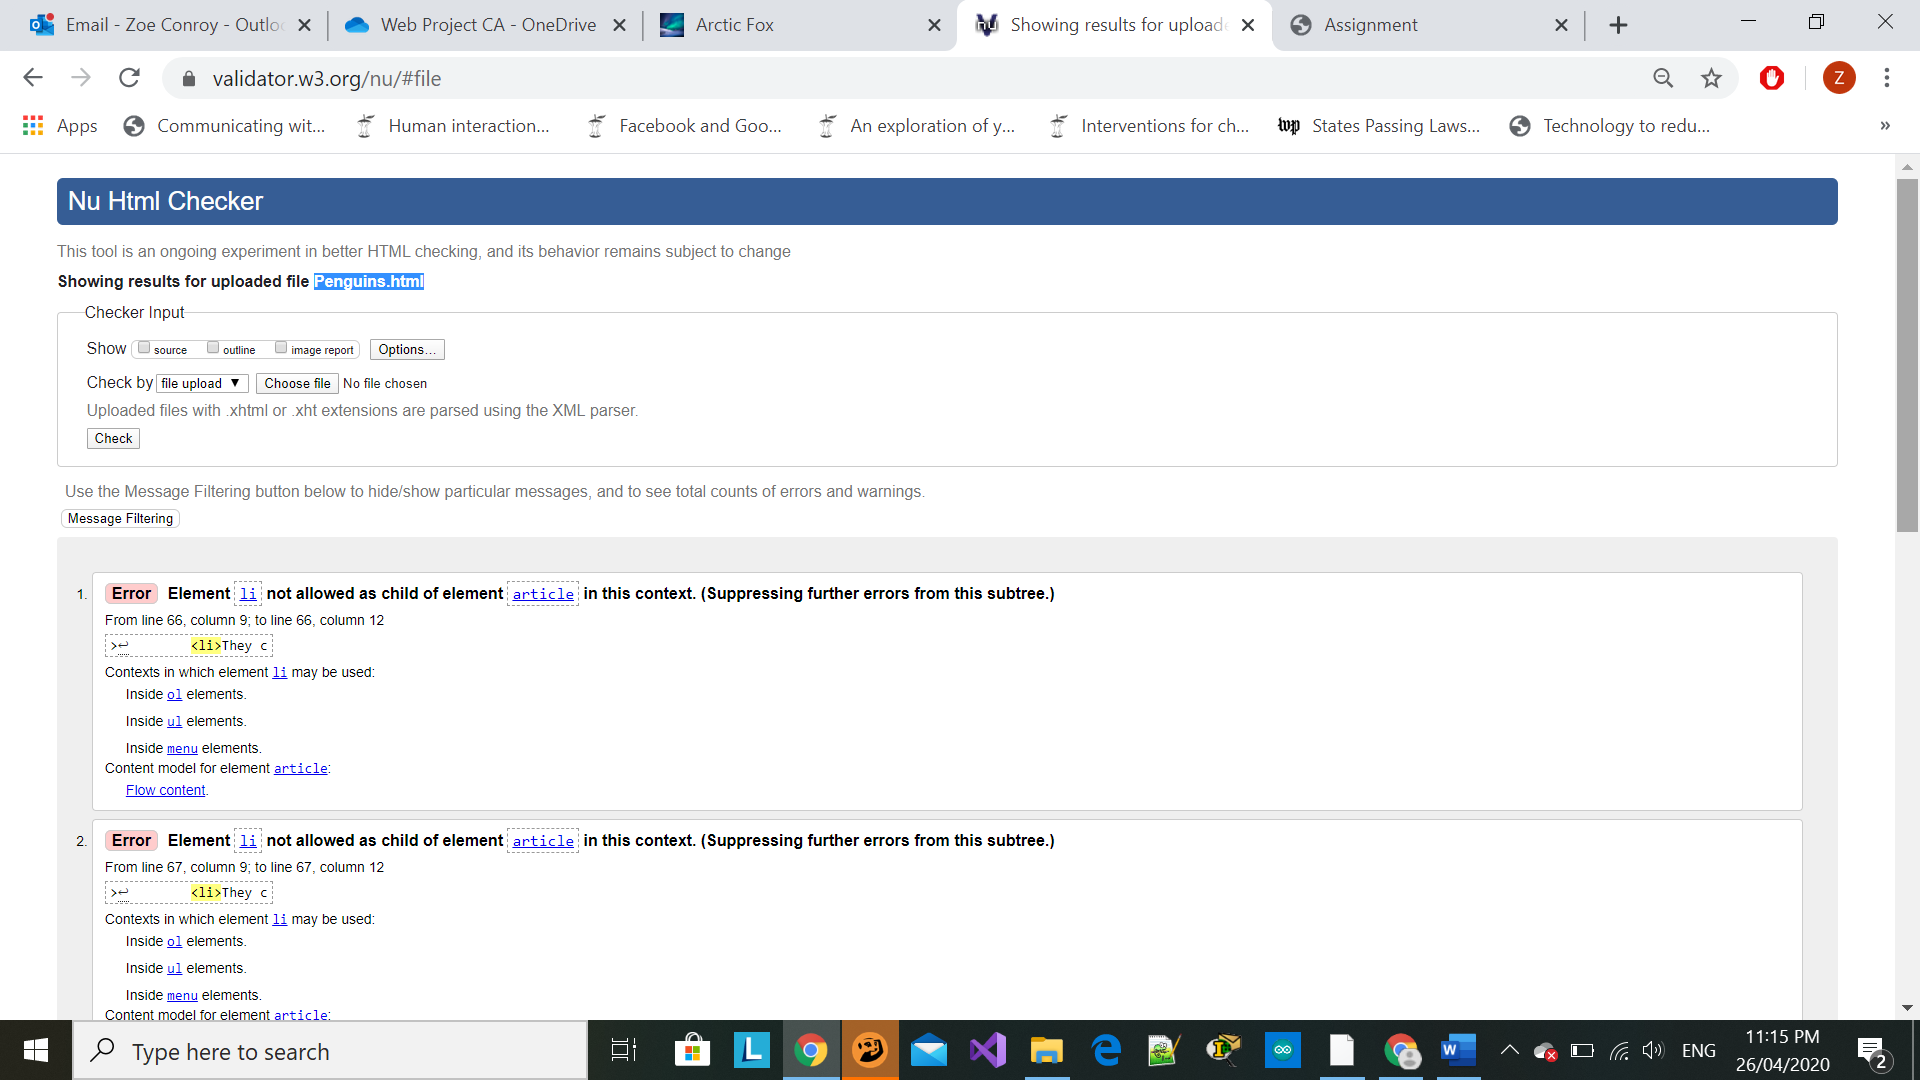 Email - Zoe Conroy - Outlo
Web Project CA - OneDrive
Arctic Fox
Showing results for upload
Assignment
validator.w3.org/nu/#file
Z
Apps
Communicating wit...
Human interaction...
Facebook and Goo...
An exploration of y...
Interventions for ch...
wp States Passing Laws...
Technology to redu...
»
Nu Html Checker
This tool is an ongoing experiment in better HTML checking, and its behavior remains subject to change
Showing results for uploaded file Penguins.html
Checker Input
Show source outline image report Options...
Check by file upload ▼ Choose file No file chosen
Uploaded files with .xhtml or .xht extensions are parsed using the XML parser.
Check
Use the Message Filtering button below to hide/show particular messages, and to see total counts of errors and warnings.
Message Filtering
1. Error Element li not allowed as child of element article in this context. (Suppressing further errors from this subtree.)
From line 66, column 9; to line 66, column 12
>↩ <li>They c
Contexts in which element li may be used:
Inside ol elements.
Inside ul elements.
Inside menu elements.
Content model for element article:
Flow content.
2. Error Element li not allowed as child of element article in this context. (Suppressing further errors from this subtree.)
From line 67, column 9; to line 67, column 12
>↩ <li>They c
Contexts in which element li may be used:
Inside ol elements.
Inside ul elements.
Inside menu elements.
Content model for element article:
Type here to search
L
W
ENG
11:15 PM
26/04/2020
2